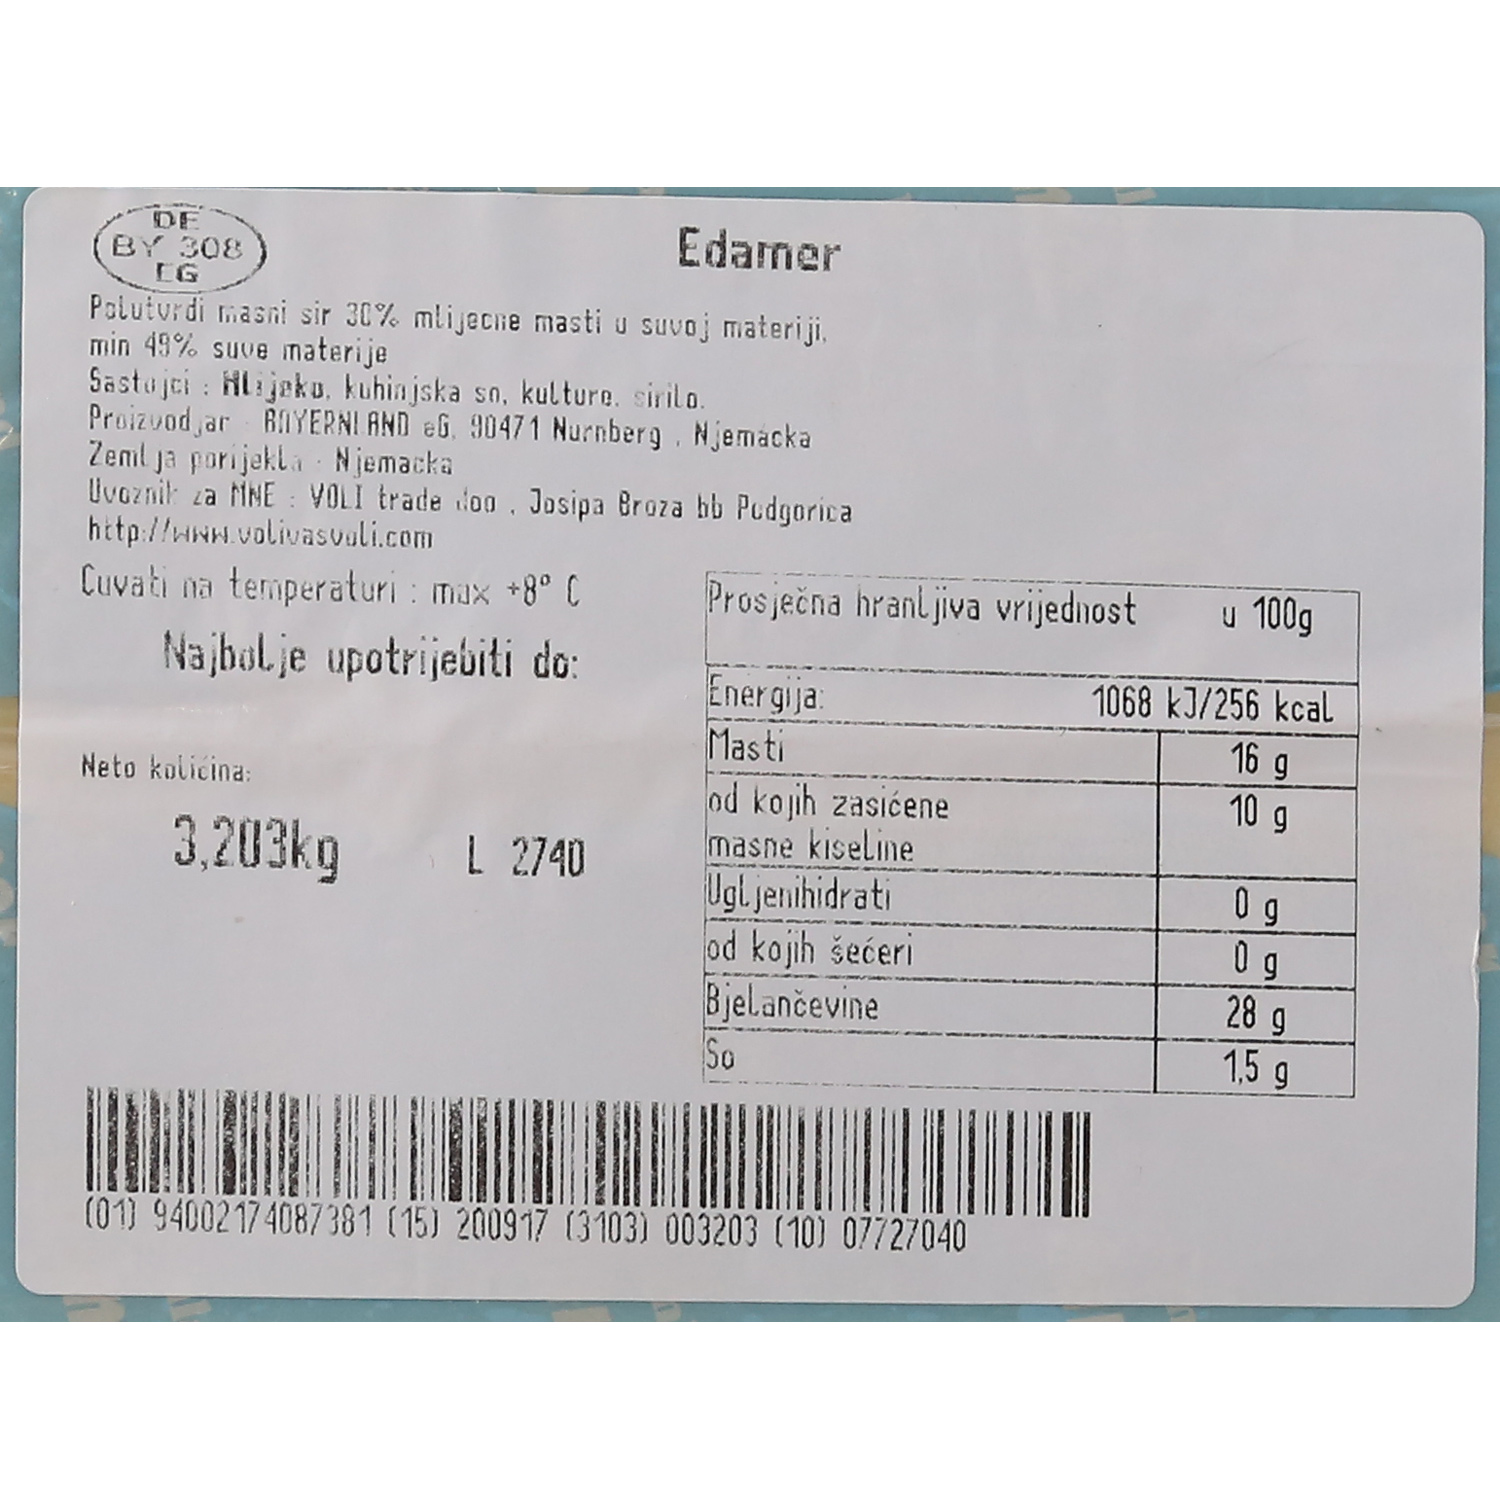 DE
BY 308
EG
Edamer
Polutvrdi masni sir 30% mlijecne masti u suvoj materiji,
min 49% suve materije
Sastojci : Mlijeko, kuhinjska so, kulture, sirilo.
Proizvodjar : BAYERNLAND eG, 90471 Nurnberg , Njemacka
Zemlja porijekla : Njemacka
Uvoznik za MNE : VOLI trade doo , Josipa Broza bb Podgorica
http://www.volivasvoli.com
Cuvati na temperaturi : max +8° C
Najbolje upotrijebiti do:
Neto količina:
3,203kg L 2740
Prosječna hranljiva vrijednost u 100g
Energija: 1068 kJ/256 kcal
Masti 16 g
od kojih zasićene 10 g
masne kiseline
Ugljenihidrati 0 g
od kojih šećeri 0 g
Bjelančevine 28 g
So 1,5 g
(01) 94002174087381 (15) 200917 (3103) 003203 (10) 07727040